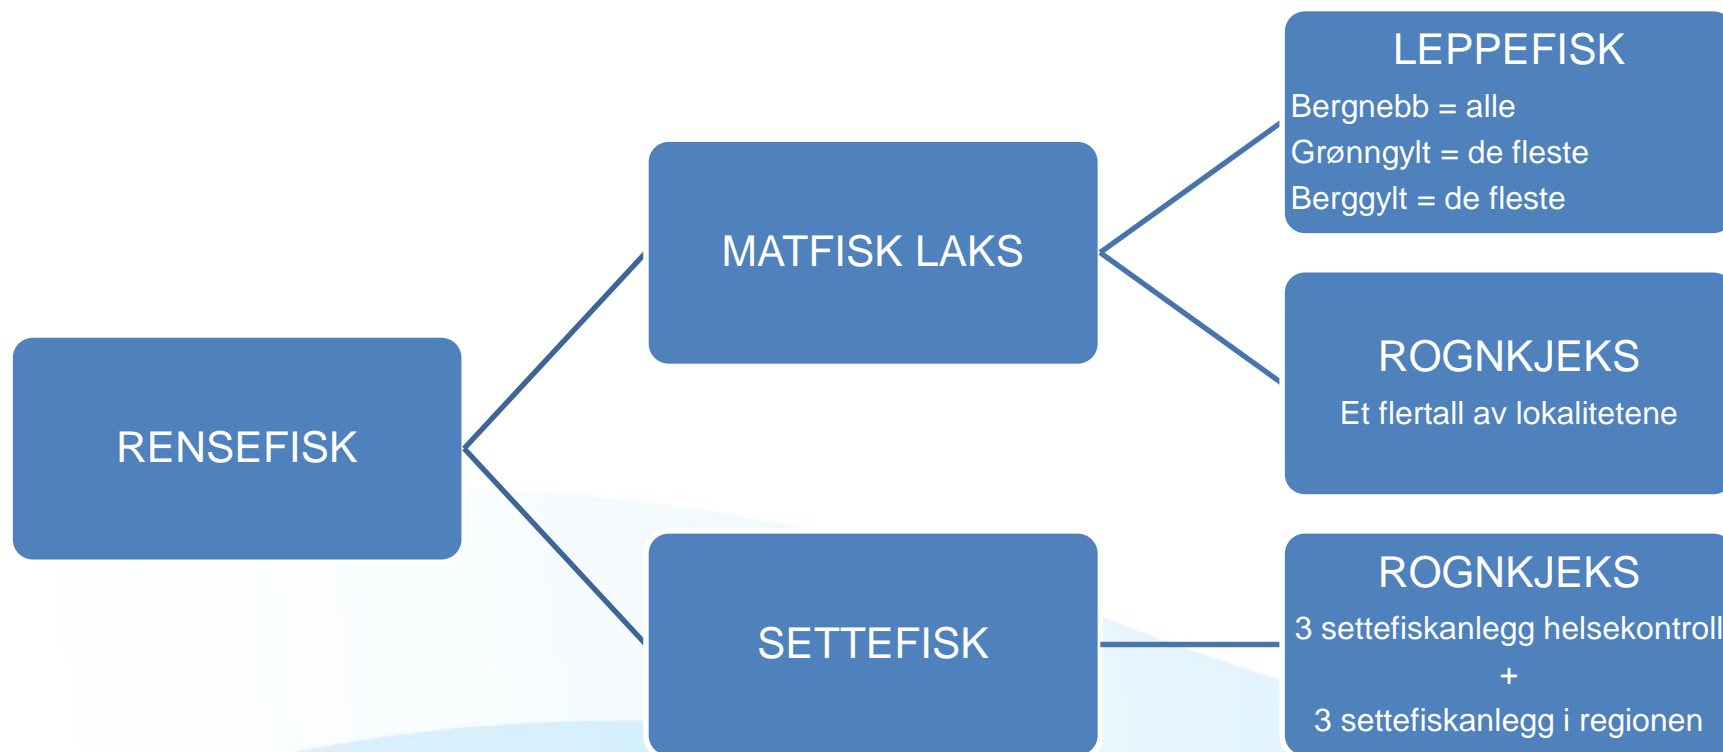 RENSEFISK
MATFISK LAKS
SETTEFISK
LEPPEFISK
Bergnebb = alle
Grønngylt = de fleste
Berggylt = de fleste
ROGNKJEKS
Et flertall av lokalitetene
ROGNKJEKS
3 settefiskanlegg helsekontroll
+
3 settefiskanlegg i regionen